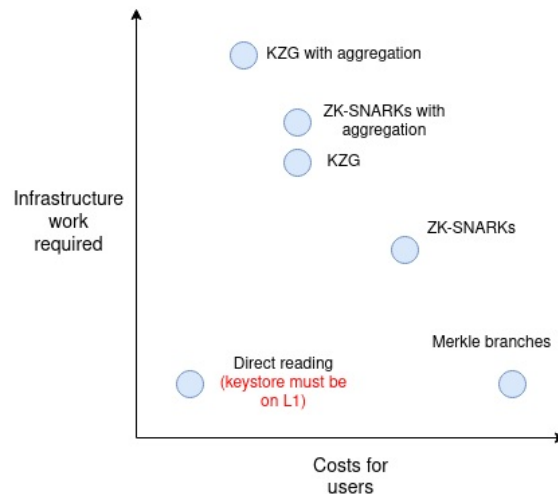 KZG with aggregation
ZK-SNARKs with
aggregation
KZG
Infrastructure
work
required
ZK-SNARKs
Merkle branches
Direct reading
(keystore must be
on L1)
Costs for
users